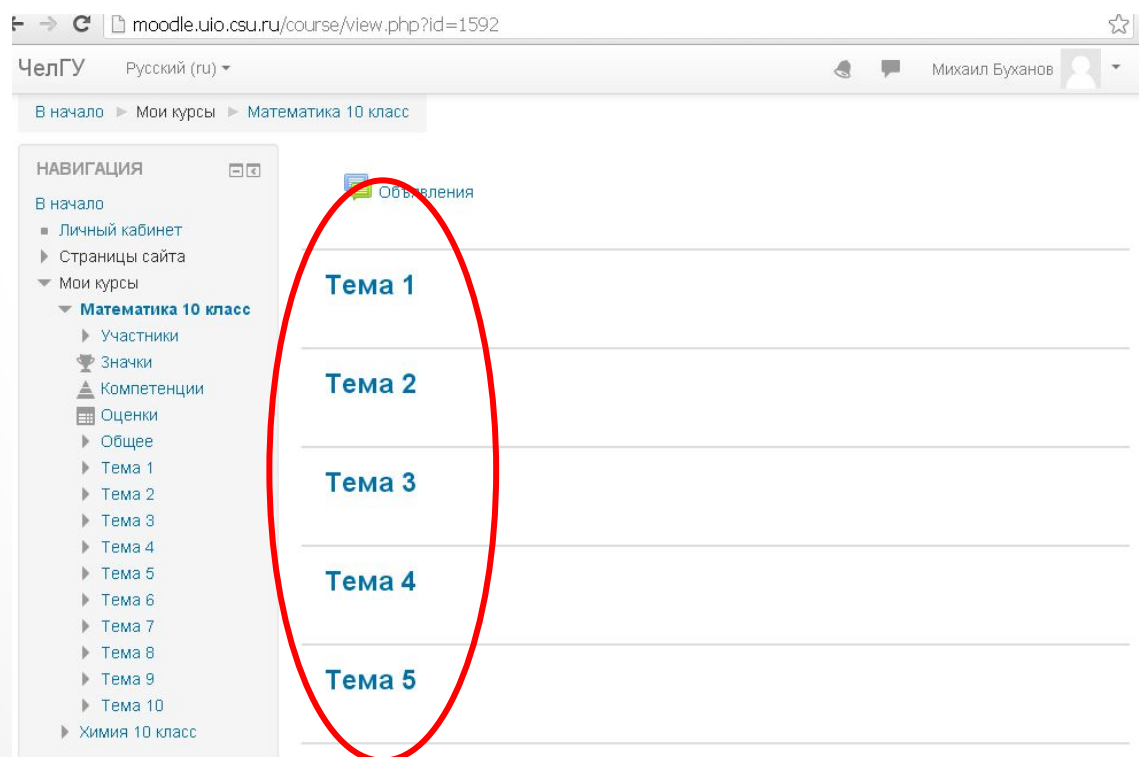 moodle.uio.csu.ru/course/view.php?id=1592
ЧелГУ Русский (ru) Михаил Буханов
В начало Мои курсы Математика 10 класс
НАВИГАЦИЯ
В начало
Личный кабинет
Страницы сайта
Мои курсы
Математика 10 класс
Участники
Значки
Компетенции
Оценки
Общее
Тема 1
Тема 2
Тема 3
Тема 4
Тема 5
Тема 6
Тема 7
Тема 8
Тема 9
Тема 10
Химия 10 класс
Объявления
Тема 1
Тема 2
Тема 3
Тема 4
Тема 5